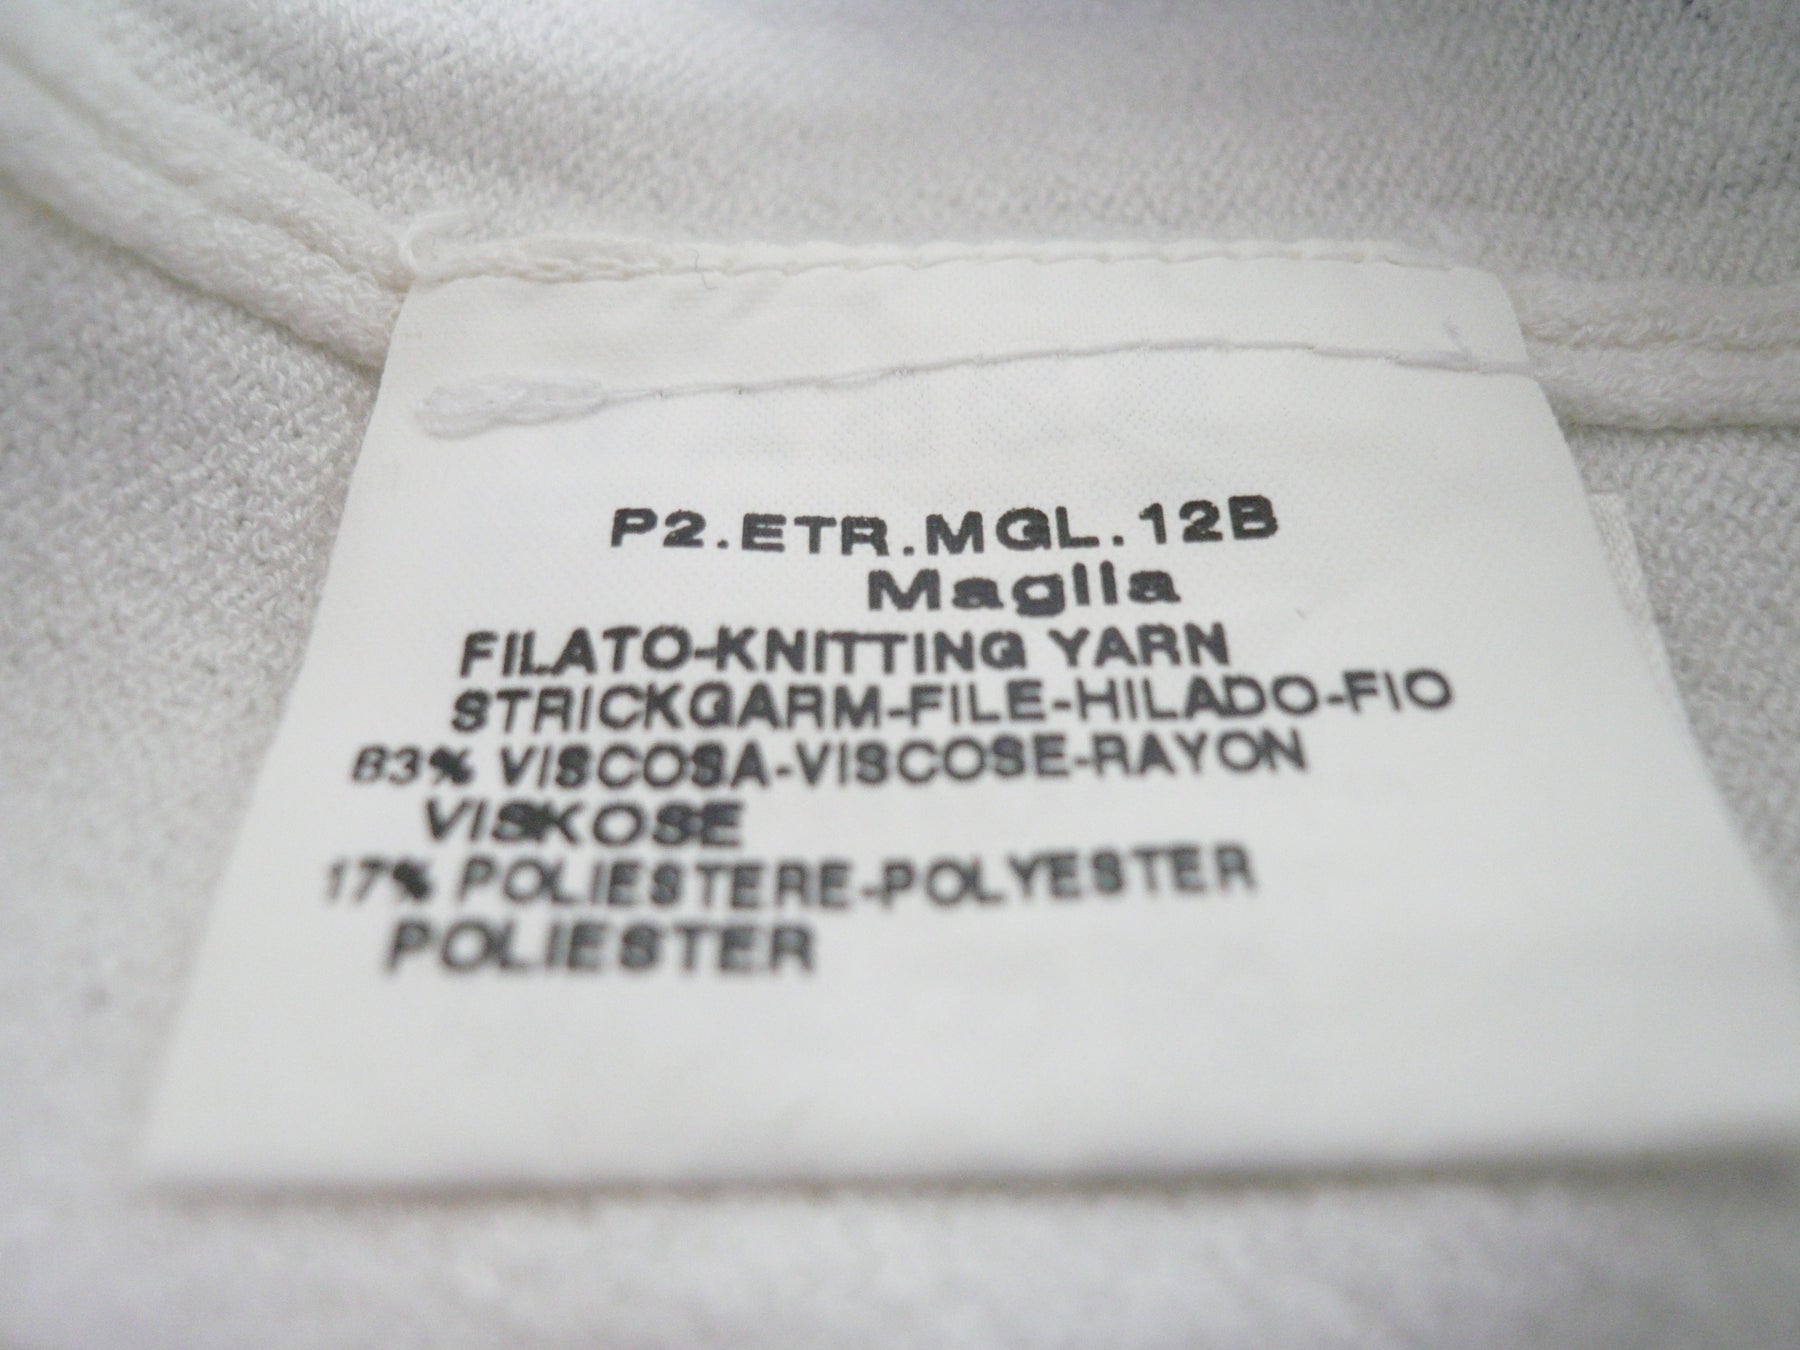 P2.ETR.MGL.12B
Maglia
FILATO-KNITTING YARN
STRICKGARM-FILE-HILADO-FIO
83% VISCOSA-VISCOSE-RAYON
VISKOSE
17% POLIESTERE-POLYESTER
POLIESTER